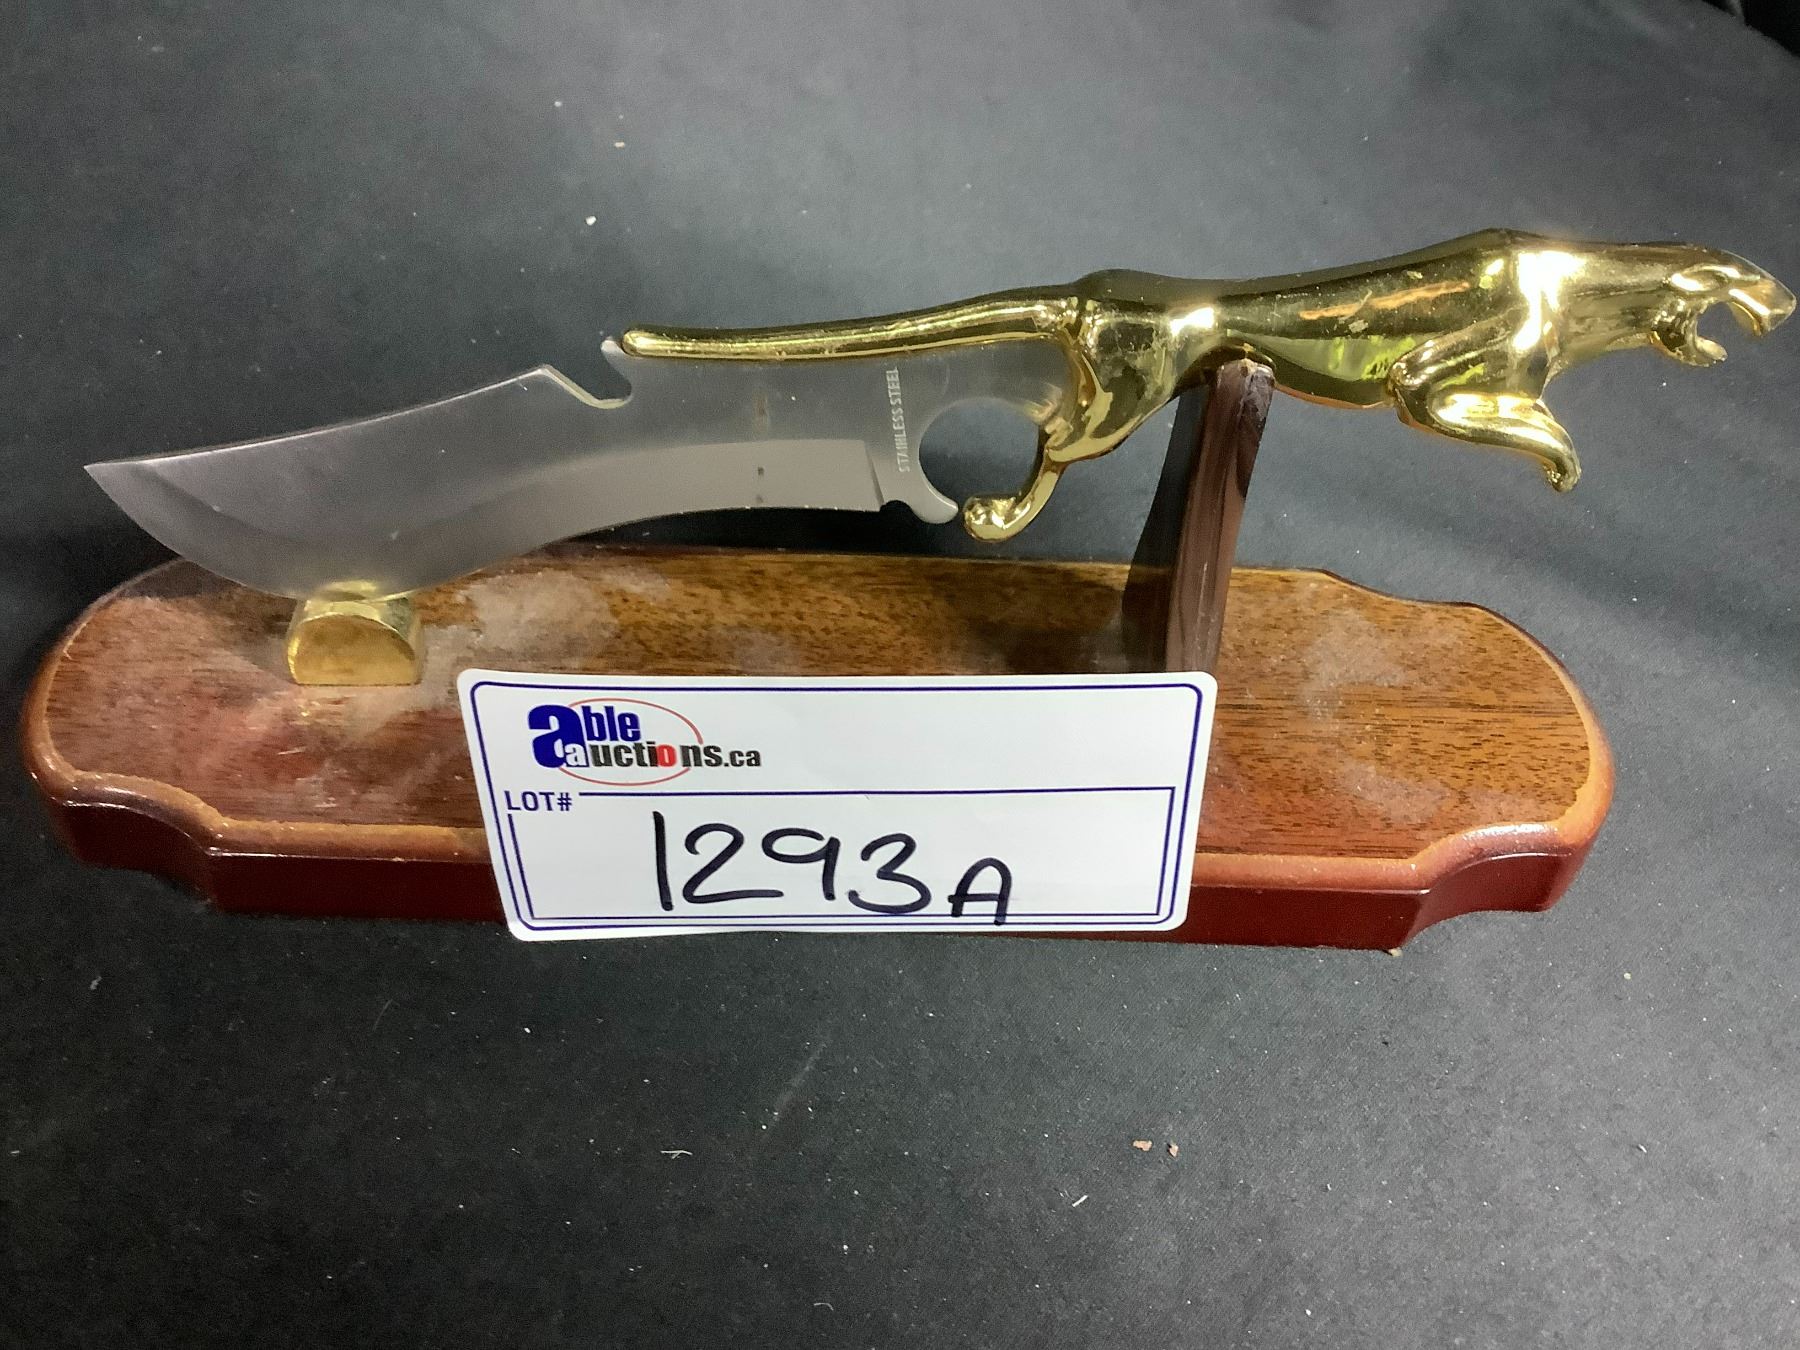 STAINLESS STEEL
able
auctions.ca
LOT#
1293A